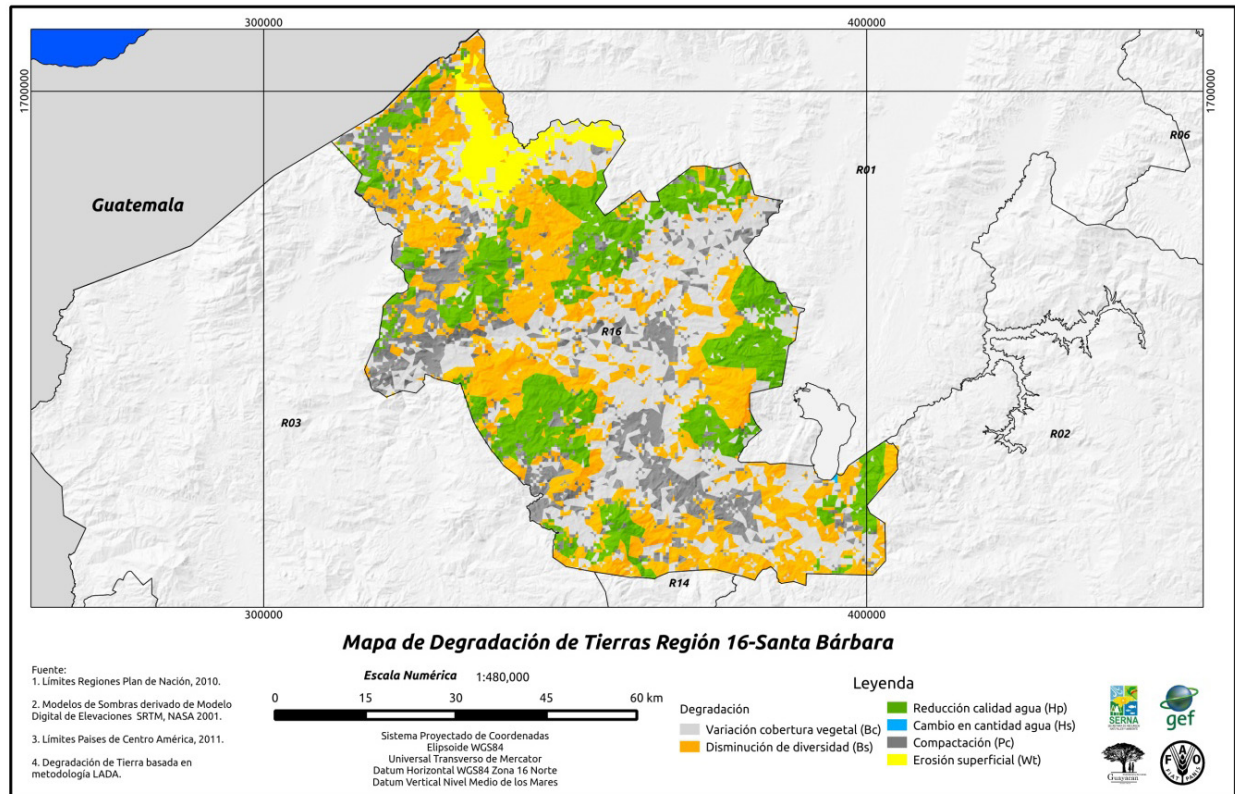 300000
400000
1700000
1700000
R06
R01
Guatemala
R16
R03
R02
R14
300000
400000
Mapa de Degradación de Tierras Región 16-Santa Bárbara
Fuente:
1. Límites Regiones Plan de Nación, 2010.
2. Modelos de Sombras derivado de Modelo
Digital de Elevaciones SRTM, NASA 2001.
3. Límites Paises de Centro América, 2011.
4. Degradación de Tierra basada en
metodología LADA.
Escala Numérica 1:480,000
0 15 30 45 60 km
Sistema Proyectado de Coordenadas
Elipsoide WGS84
Universal Transverso de Mercator
Datum Horizontal WGS84 Zona 16 Norte
Datum Vertical Nivel Medio de los Mares
Leyenda
Degradación
Variación cobertura vegetal (Bc)
Disminución de diversidad (Bs)
Reducción calidad agua (Hp)
Cambio en cantidad agua (Hs)
Compactación (Pc)
Erosión superficial (Wt)
SERNA
gef
Guayacán
FAO
FIAT PANIS